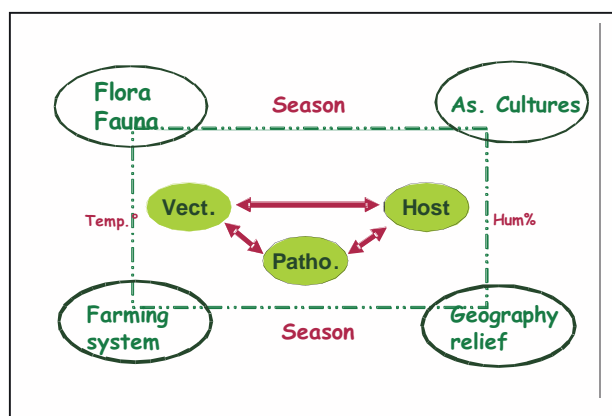 Flora
Fauna
Season
As. Cultures
Temp.°
Vect.
Host
Hum%
Patho.
Farming
system
Season
Geography
relief